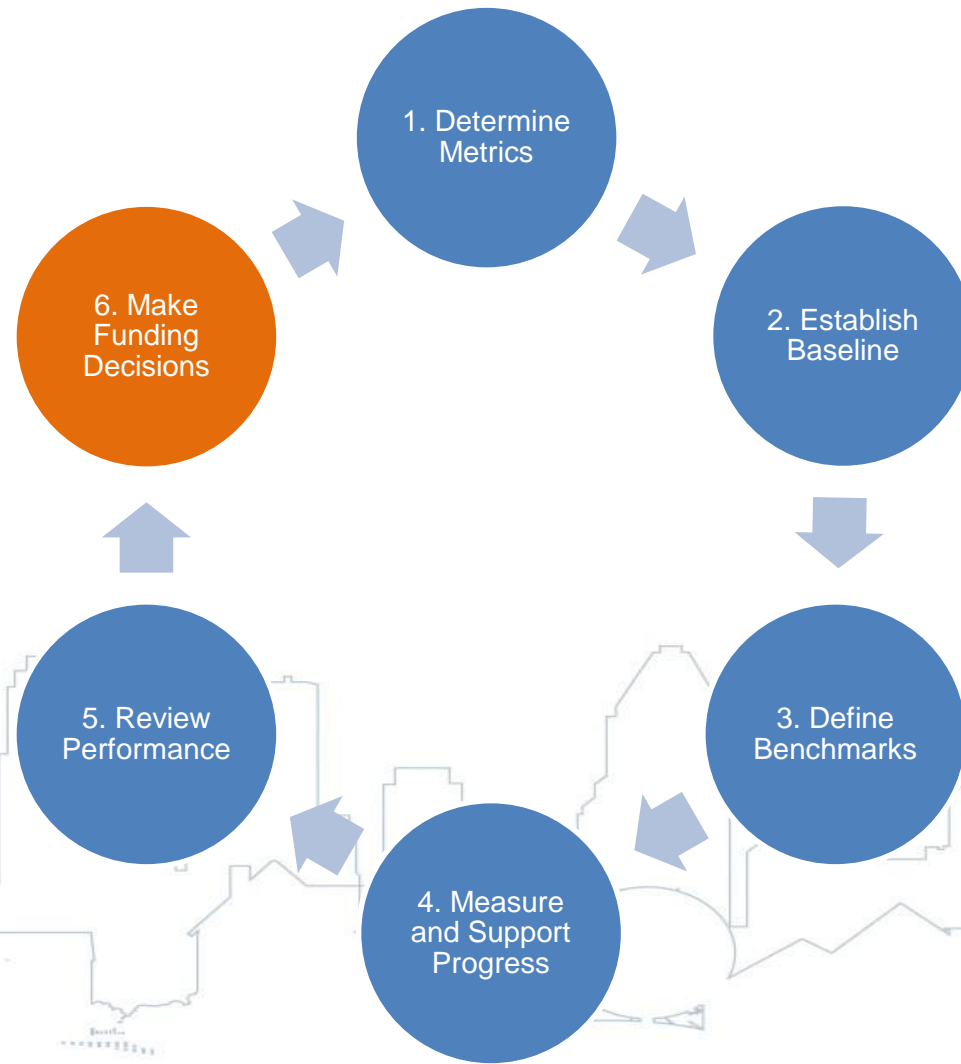 1. Determine
Metrics
2. Establish
Baseline
3. Define
Benchmarks
4. Measure
and Support
Progress
5. Review
Performance
6. Make
Funding
Decisions